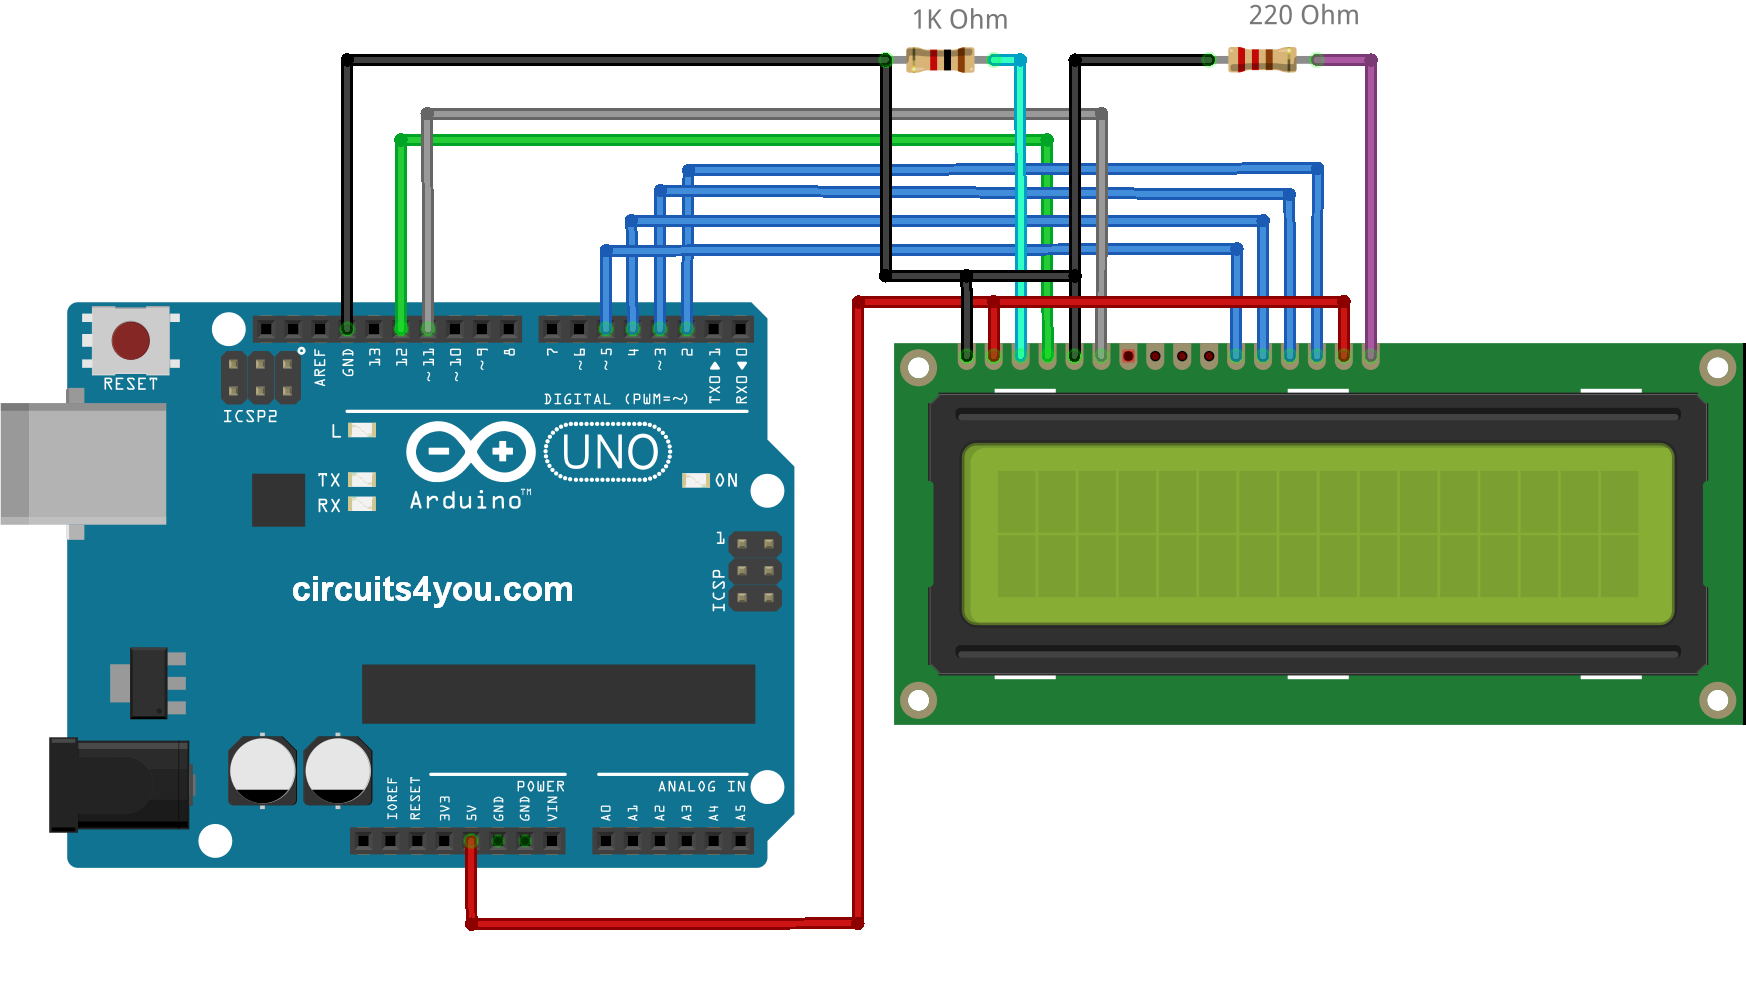 1K Ohm
220 Ohm
RESET
ICSP2
AREF
GND
13
12
~11
~10
~9
8
7
~6
~5
4
~3
2
TX0▶1
RX0◀0
DIGITAL (PWM=~)
L
TX
RX
Arduino™
UNO
ON
1
ICSP
circuits4you.com
POWER
ANALOG IN
IOREF
RESET
3V3
5V
GND
GND
VIN
A0
A1
A2
A3
A4
A5